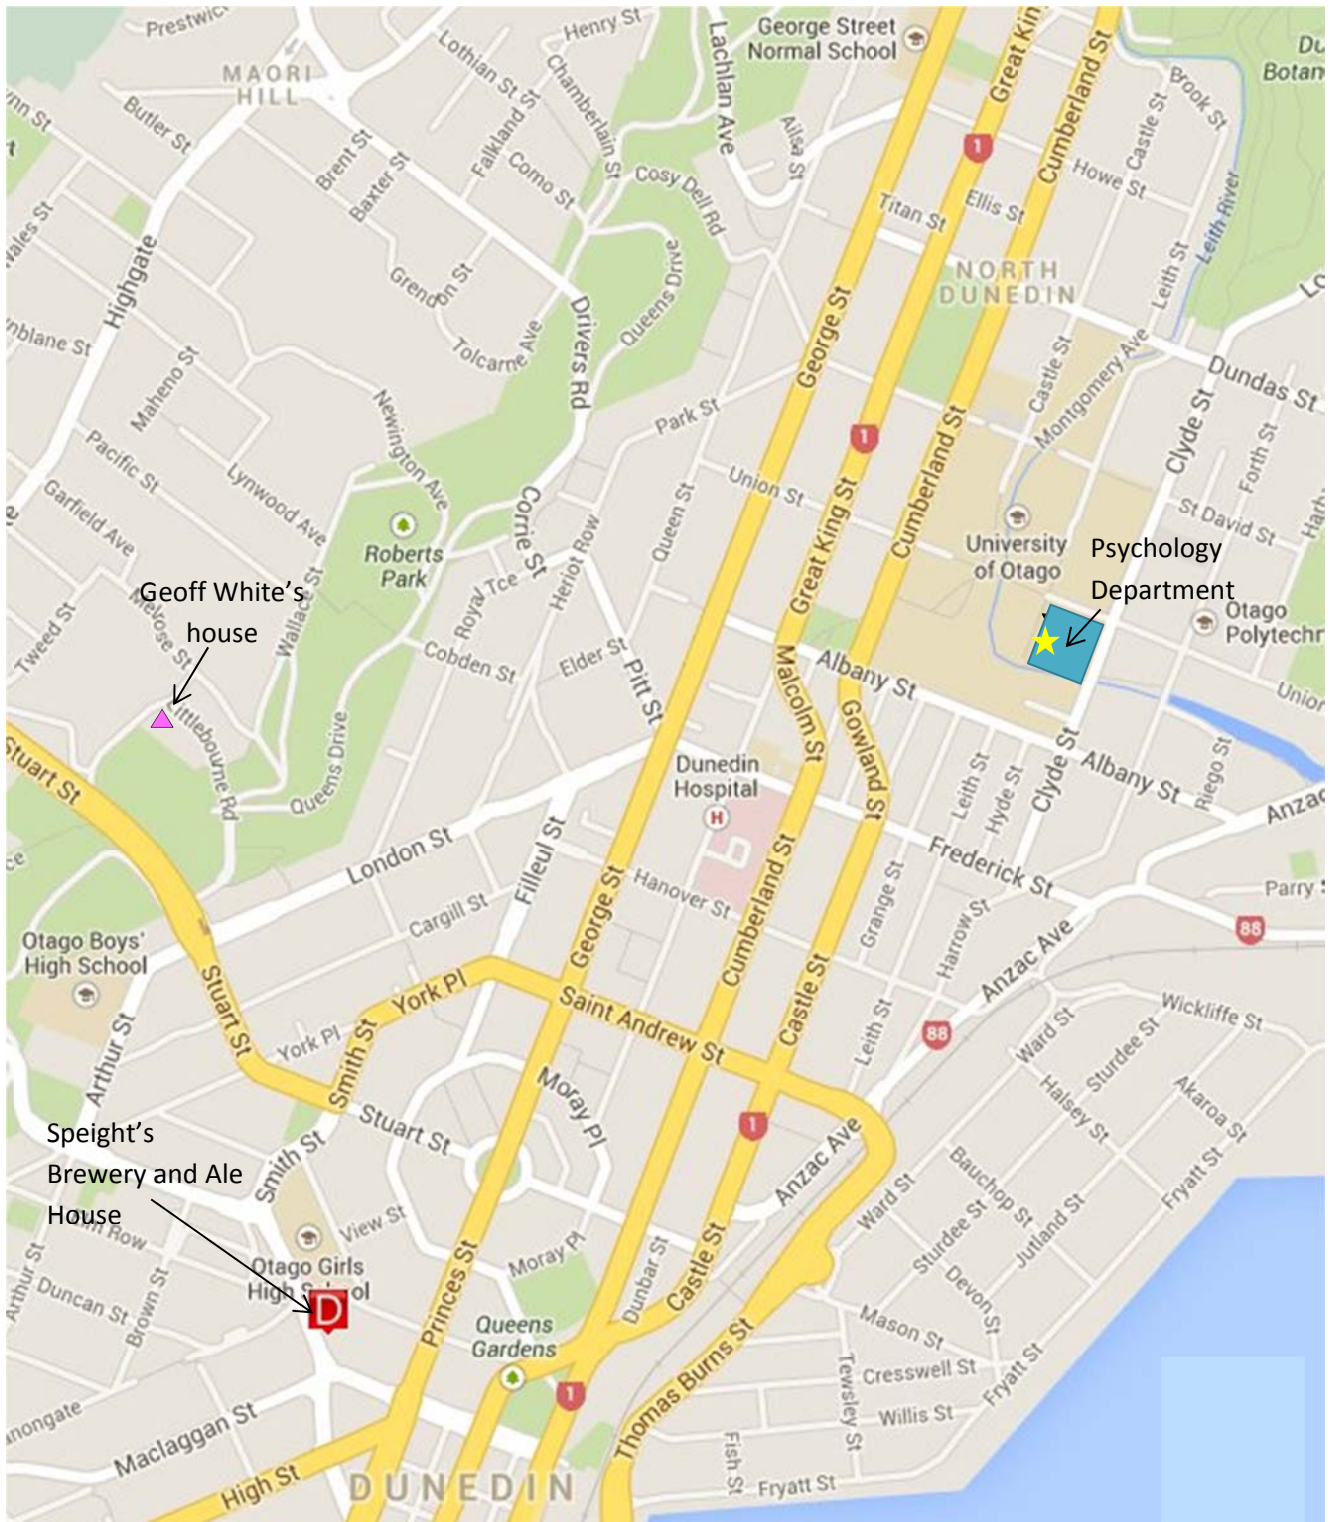 Prestwic
Henry St
George Street
Normal School
Lothian St
Lachlan Ave
Great King
Cumberland St
Du
Botan
MAORI
HILL
Chamberlain St
Brook St
Butler St
Falkland St
Ailsa St
Castle St
Brent St
Baxter St
Como St
Cosy Dell Rd
Howe St
1
Titan St
Ellis St
Leith River
Highgate
Grendon St
Queens Drive
NORTH
DUNEDIN
Leith St
Drivers Rd
George St
Tolcarne Ave
Castle St
Montgomery Ave
Dundas St
Maheno St
Newington Ave
Park St
Clyde St
1
Cumberland St
Pacific St
Lynwood Ave
Forth St
Garfield Ave
Corrie St
Union St
Queen St
Great King St
St David St
Roberts
Park
Heriot Row
University
of Otago
Psychology
Department
Geoff White's
house
Royal Tce
Tweed St
Melrose St
Wallace St
Otago
Polytechr
Cobden St
Elder St
Pitt St
Albany St
Malcolm St
Gowland St
Union
Littlebourne Rd
Stuart St
Queens Drive
Dunedin
Hospital
H
Leith St
Hyde St
Clyde St
Albany St
Riego St
Anzac
London St
Filleul St
Frederick St
Cumberland St
Hanover St
Cargill St
George St
Grange St
Harrow St
Parry
88
Otago Boys'
High School
Stuart St
York Pl
Saint Andrew St
Castle St
Anzac Ave
Wickliffe St
York Pl
Smith St
Arthur St
Leith St
88
Ward St
Sturdee St
Halsey St
Akaroa St
Moray Pl
Stuart St
1
Anzac Ave
Speight's
Brewery and Ale
House
Smith St
Ward St
Bauchop St
Fryatt St
View St
Sturdee St
Jutland St
Otago Girls
High School
Moray Pl
Dunbar St
Castle St
Devon St
Arthur St
Duncan St
Brown St
D
Princes St
Queens
Gardens
Mason St
Cresswell St
1
Thomas Burns St
Tewsley St
Fryatt St
Willis St
Maclaggan St
High St
DUNEDIN
Fish St
Fryatt St